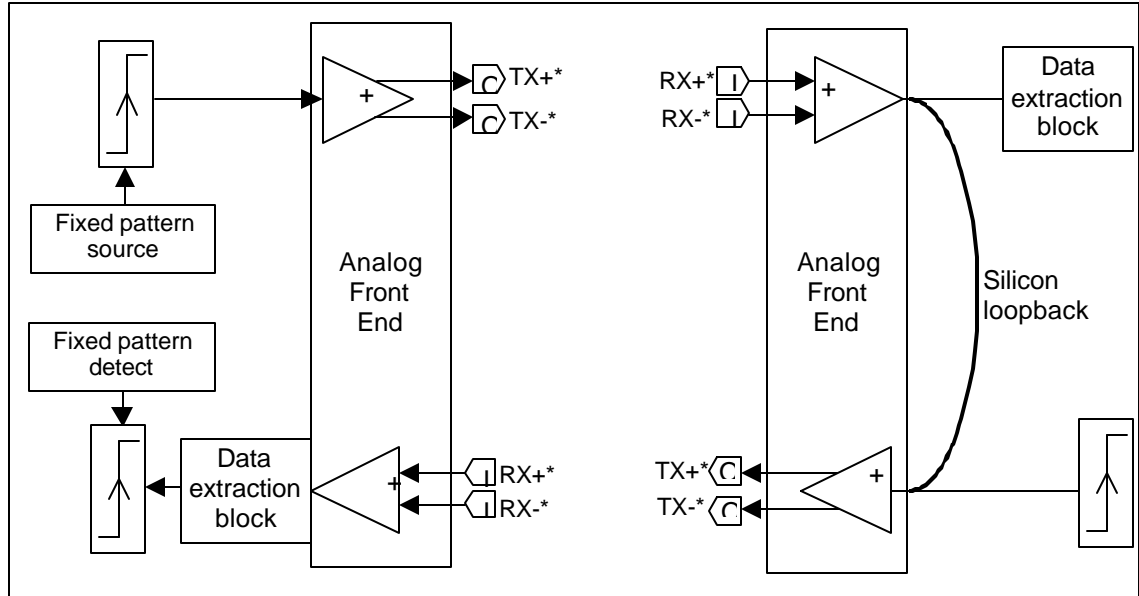 TX+*
TX-*
Fixed pattern
source
Analog
Front
End
Fixed pattern
detect
Data
extraction
block
RX+*
RX-*
RX+*
RX-*
Data
extraction
block
Analog
Front
End
Silicon
loopback
TX+*
TX-*